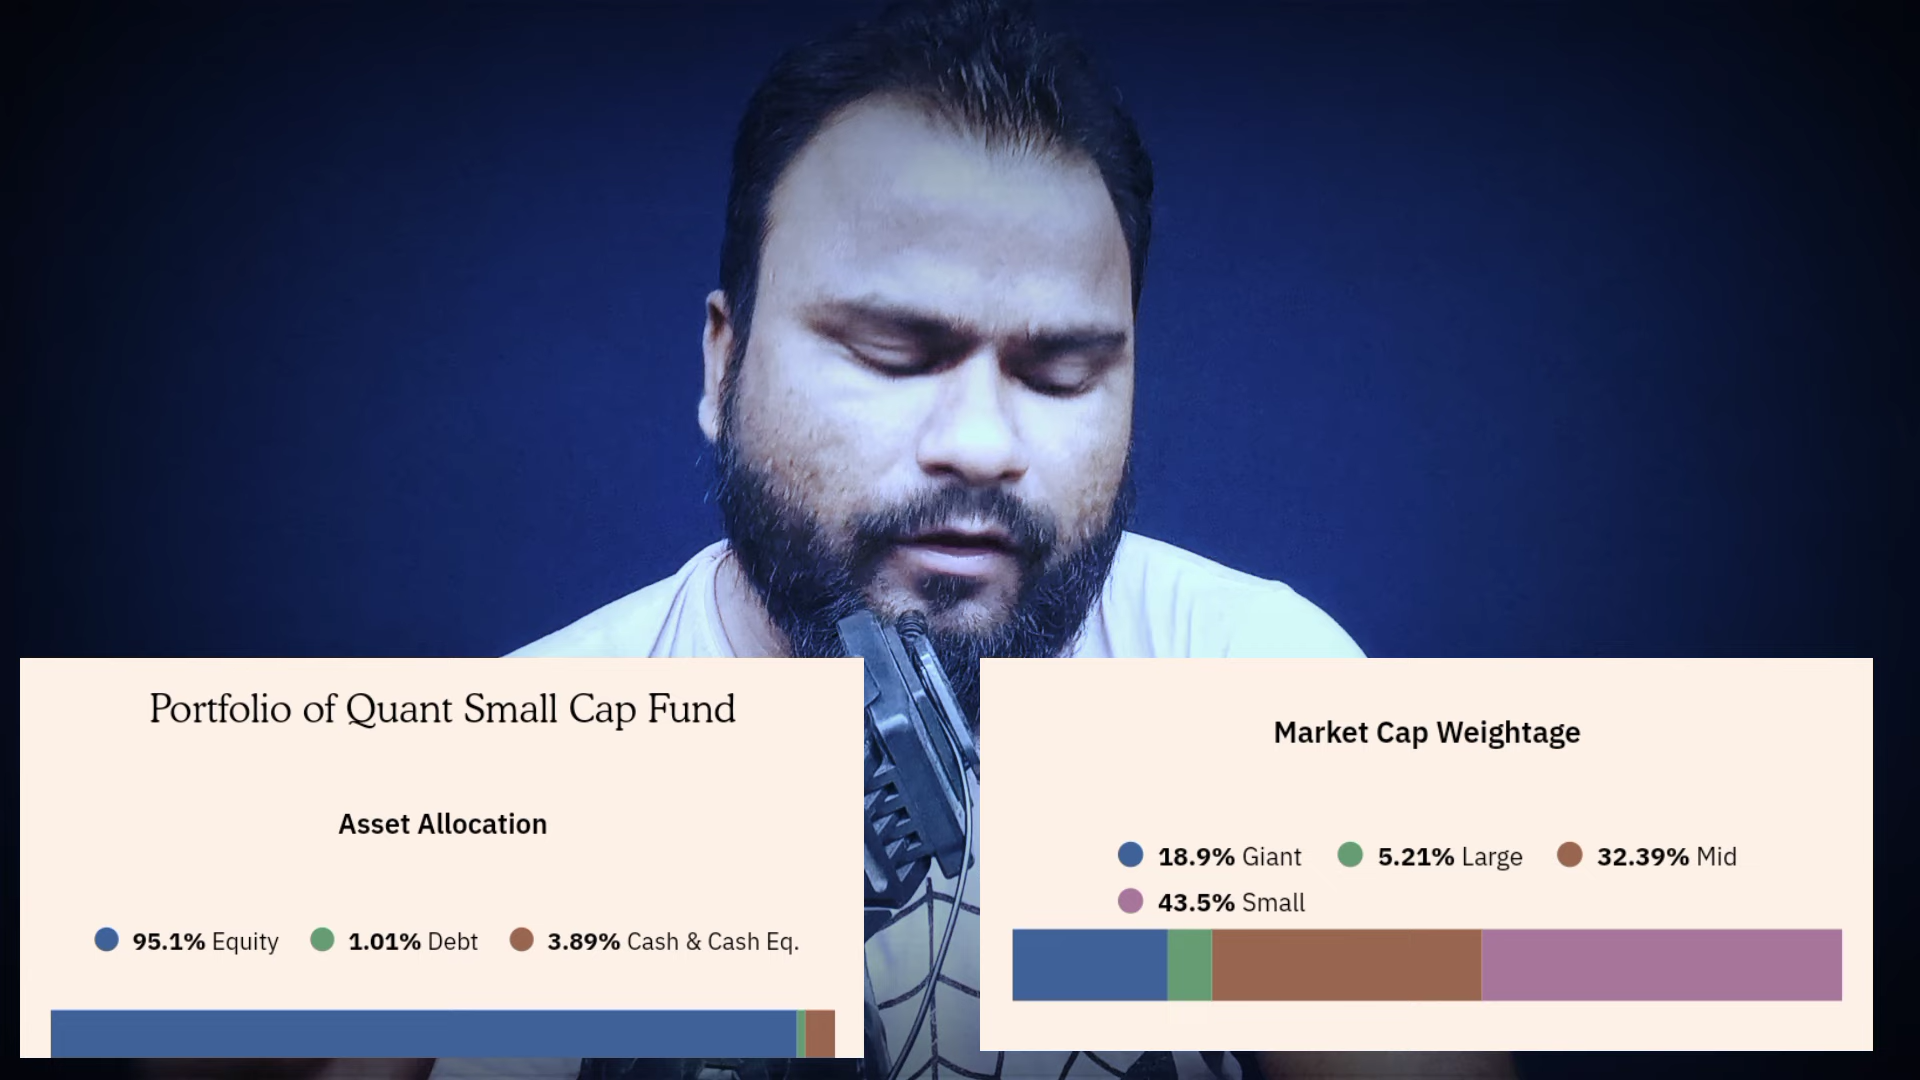 Portfolio of Quant Small Cap Fund
Asset Allocation
95.1% Equity 1.01% Debt 3.89% Cash & Cash Eq.
Market Cap Weightage
18.9% Giant 5.21% Large 32.39% Mid
43.5% Small